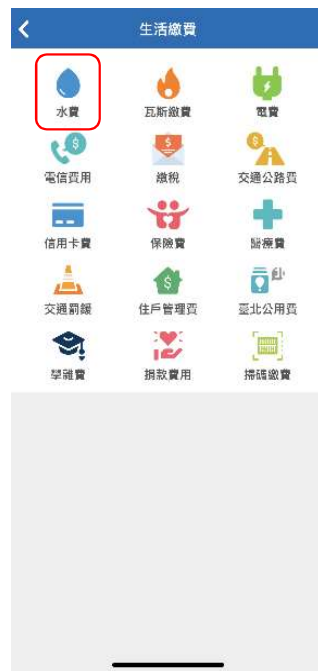 生活繳費
水費 瓦斯繳費 電費
電信費用 繳稅 交通公路費
信用卡費 保險費 醫療費
交通罰鍰 住戶管理費 臺北公用費
學雜費 捐款費用 掃碼繳費